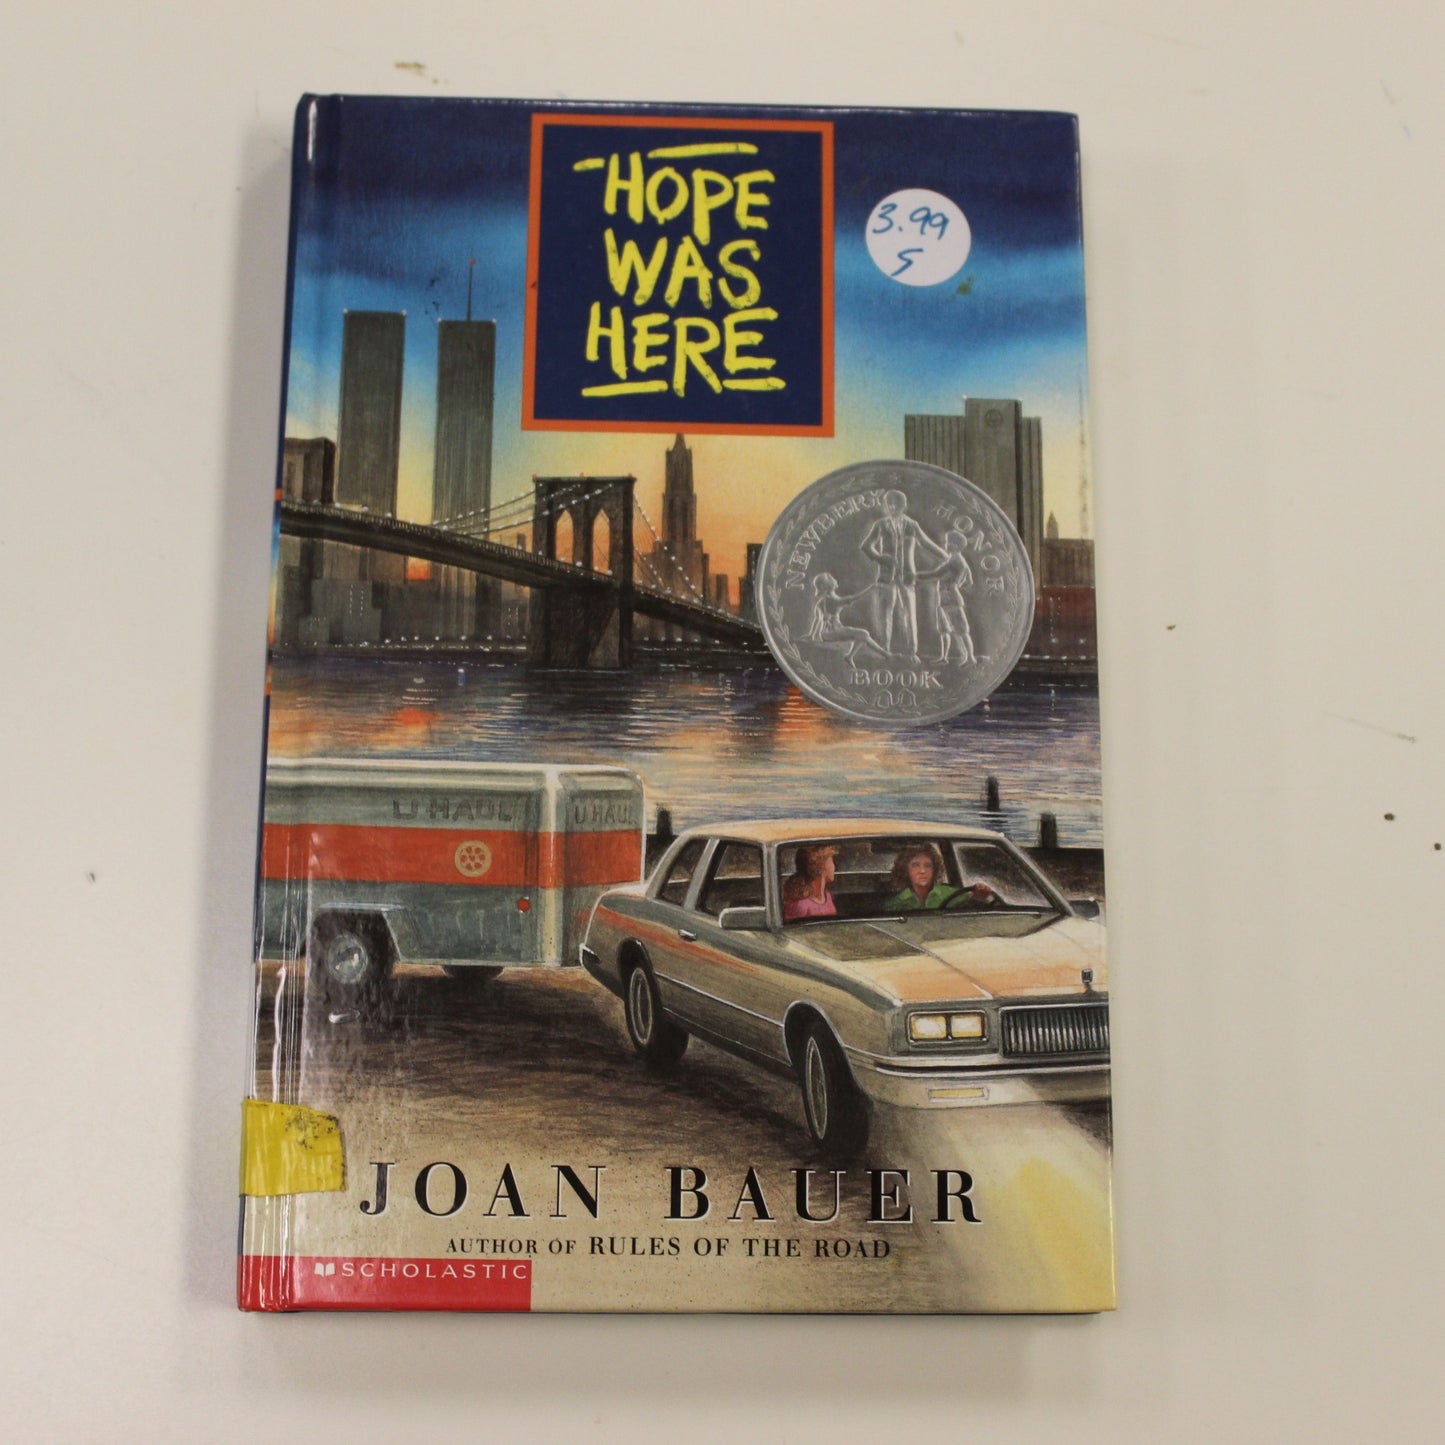 HOPE
WAS
HERE
3.99
S
NEWBERY HONOR
BOOK
U-HAUL
U HAUL
JOAN BAUER
AUTHOR OF RULES OF THE ROAD
SCHOLASTIC